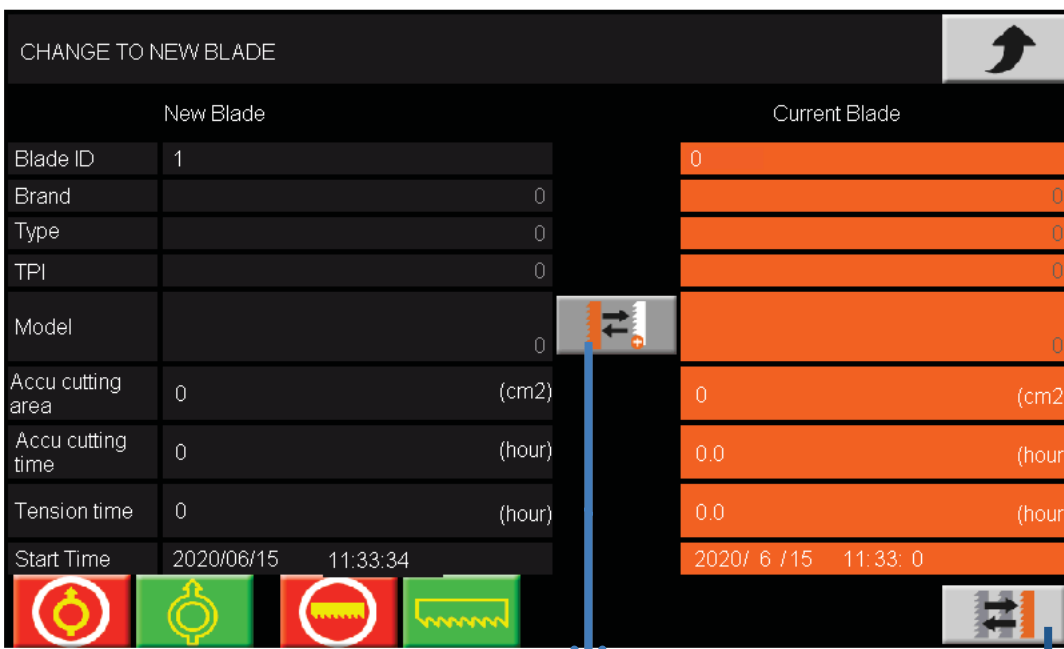 CHANGE TO NEW BLADE
New Blade Current Blade
Blade ID 1 0
Brand 0 0
Type 0 0
TPI 0 0
Model 0 0
Accu cutting
area 0 (cm2) 0 (cm2
Accu cutting
time 0 (hour) 0.0 (hour
Tension time 0 (hour) 0.0 (hour
Start Time 2020/06/15 11:33:34 2020/ 6 /15 11:33: 0